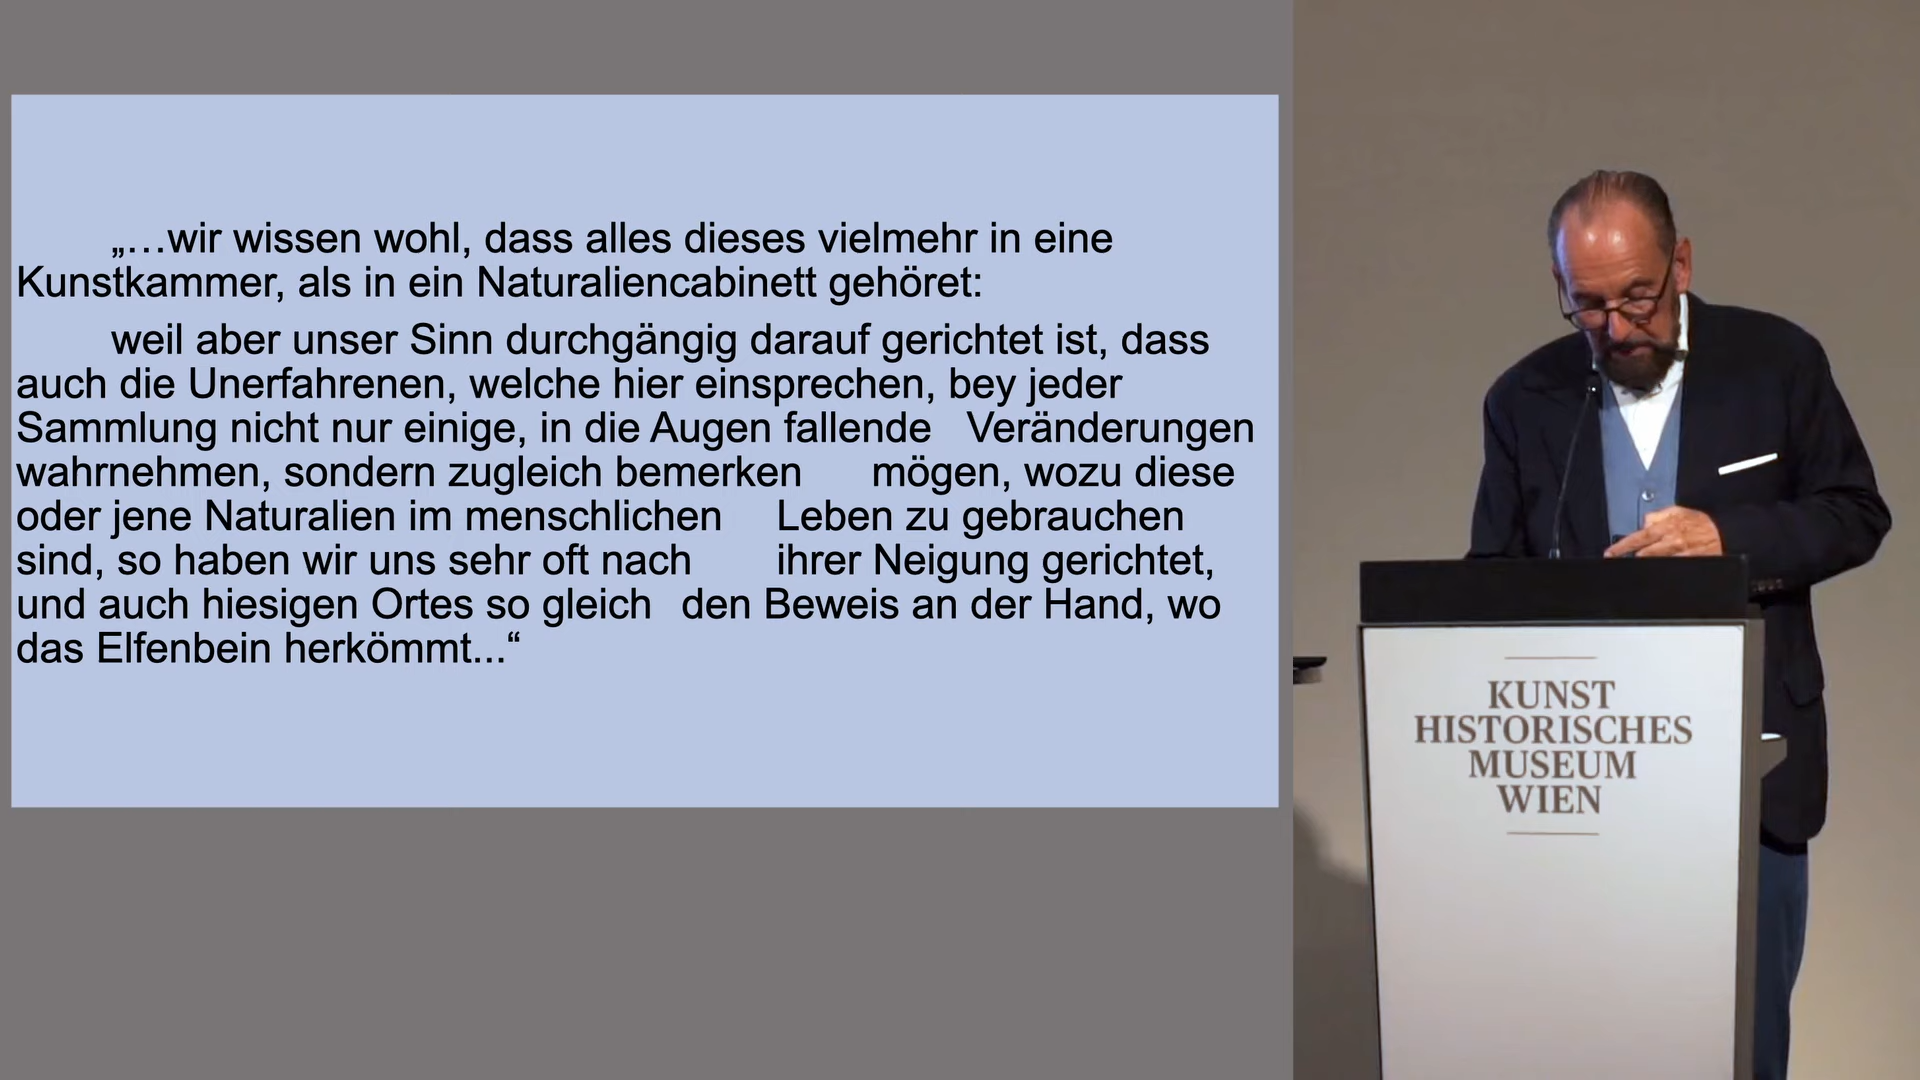 „…wir wissen wohl, dass alles dieses vielmehr in eine
Kunstkammer, als in ein Naturaliencabinett gehöret:
weil aber unser Sinn durchgängig darauf gerichtet ist, dass
auch die Unerfahrenen, welche hier einsprechen, bey jeder
Sammlung nicht nur einige, in die Augen fallende Veränderungen
wahrnehmen, sondern zugleich bemerken mögen, wozu diese
oder jene Naturalien im menschlichen Leben zu gebrauchen
sind, so haben wir uns sehr oft nach ihrer Neigung gerichtet,
und auch hiesigen Ortes so gleich den Beweis an der Hand, wo
das Elfenbein herkömmt...“
KUNST
HISTORISCHES
MUSEUM
WIEN